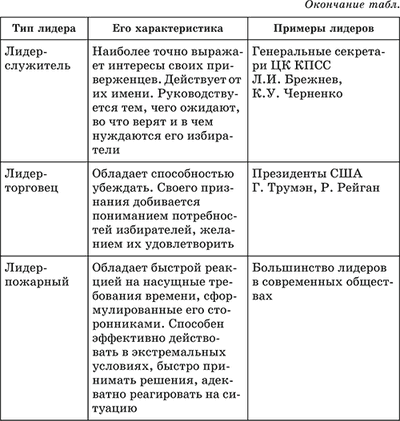 Окончание табл.
Тип лидера
Его характеристика
Примеры лидеров
Лидер-
служитель
Наиболее точно выража-
ет интересы своих при-
верженцев. Действует от
их имени. Руководству-
ется тем, чего ожидают,
во что верят и в чем
нуждаются его избира-
тели
Генеральные секрета-
ри ЦК КПСС
Л.И. Брежнев,
К.У. Черненко
Лидер-
торговец
Обладает способностью
убеждать. Своего приз-
нания добивается
пониманием потребнос-
тей избирателей, жела-
нием их удовлетворить
Президенты США
Г. Трумэн, Р. Рейган
Лидер-
пожарный
Обладает быстрой реак-
цией на насущные тре-
бования времени, сфор-
мулированные его сто-
ронниками. Способен
эффективно действо-
вать в экстремальных
условиях, быстро при-
нимать решения, адек-
ватно реагировать на си-
туацию
Большинство лидеров
в современных общест-
вах